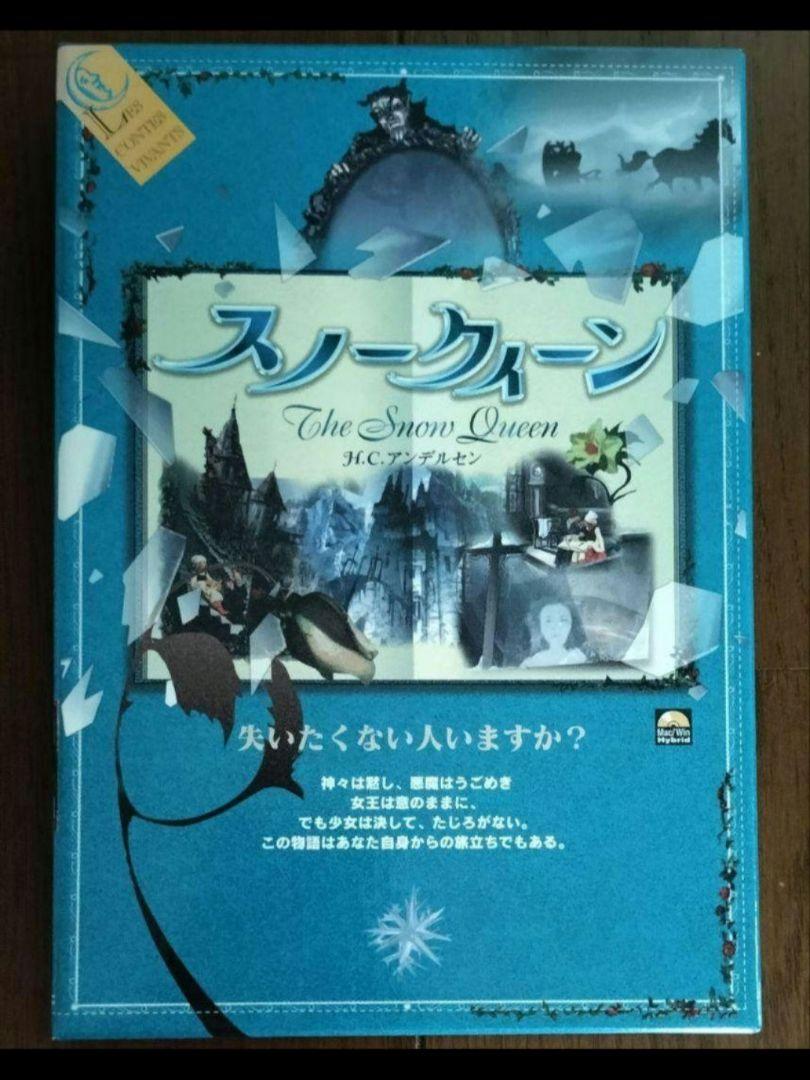 LES
CONTES
VIVANTS
スノークィーン
The Snow Queen
H.C.アンデルセン
失いたくない人いますか？
Mac/Win
Hybrid
神々は黙し、悪魔はうごめき
女王は意のままに、
でも少女は決して、たじろがない。
この物語はあなた自身からの旅立ちでもある。